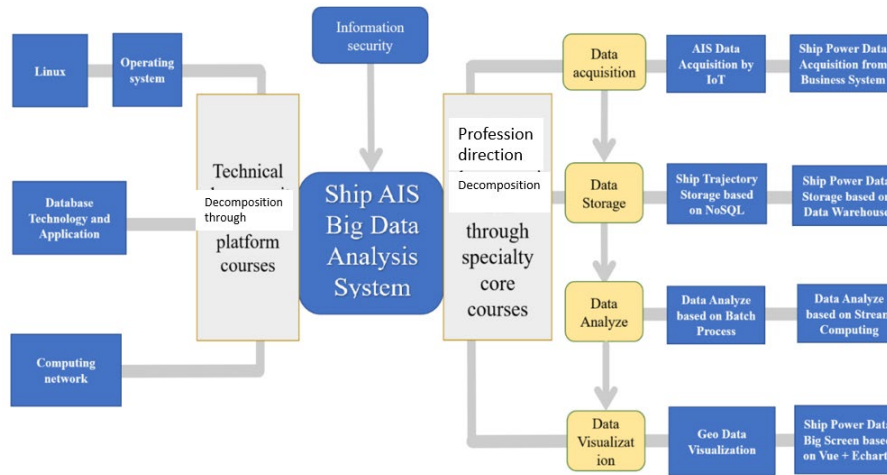 Information
security
Linux
Operating
system
Database
Technology and
Application
Computing
network
Technical
Decomposition
through
platform
courses
Ship AIS
Big Data
Analysis
System
Profession
direction
Decomposition
through
specialty
core
courses
Data
acquisition
AIS Data
Acquisition by
IoT
Ship Power Data
Acquisition from
Business System
Data
Storage
Ship Trajectory
Storage based
on NoSQL
Ship Power Data
Storage based on
Data Warehouse
Data
Analyze
Data Analyze
based on Batch
Process
Data Analyze
based on Stream
Computing
Data
Visualizat
ion
Geo Data
Visualization
Ship Power Data
Big Screen based
on Vue + Echart